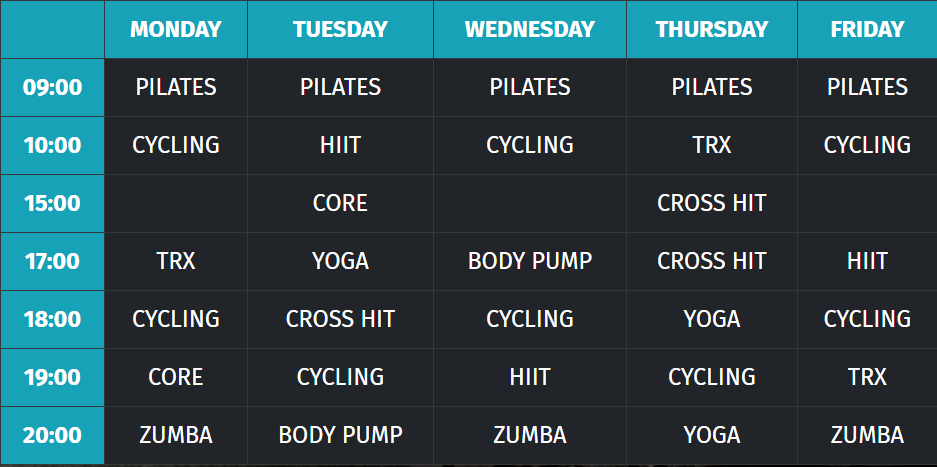 MONDAY TUESDAY WEDNESDAY THURSDAY FRIDAY
09:00 PILATES PILATES PILATES PILATES PILATES
10:00 CYCLING HIIT CYCLING TRX CYCLING
15:00 CORE CROSS HIT
17:00 TRX YOGA BODY PUMP CROSS HIT HIIT
18:00 CYCLING CROSS HIT CYCLING YOGA CYCLING
19:00 CORE CYCLING HIIT CYCLING TRX
20:00 ZUMBA BODY PUMP ZUMBA YOGA ZUMBA